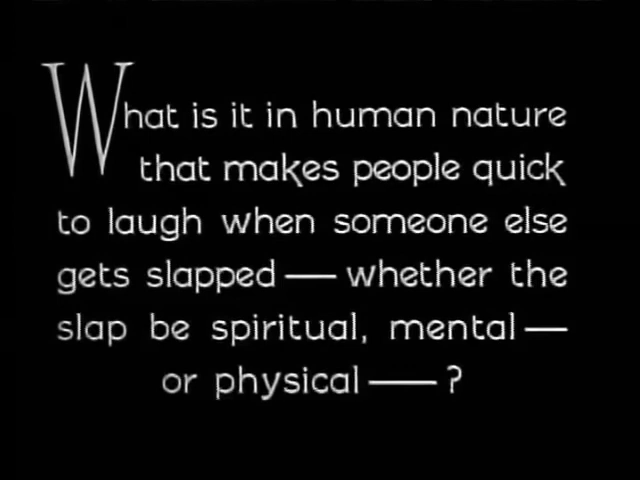 What is it in human nature
that makes people quick
to laugh when someone else
gets slapped — whether the
slap be spiritual, mental —
or physical — ?